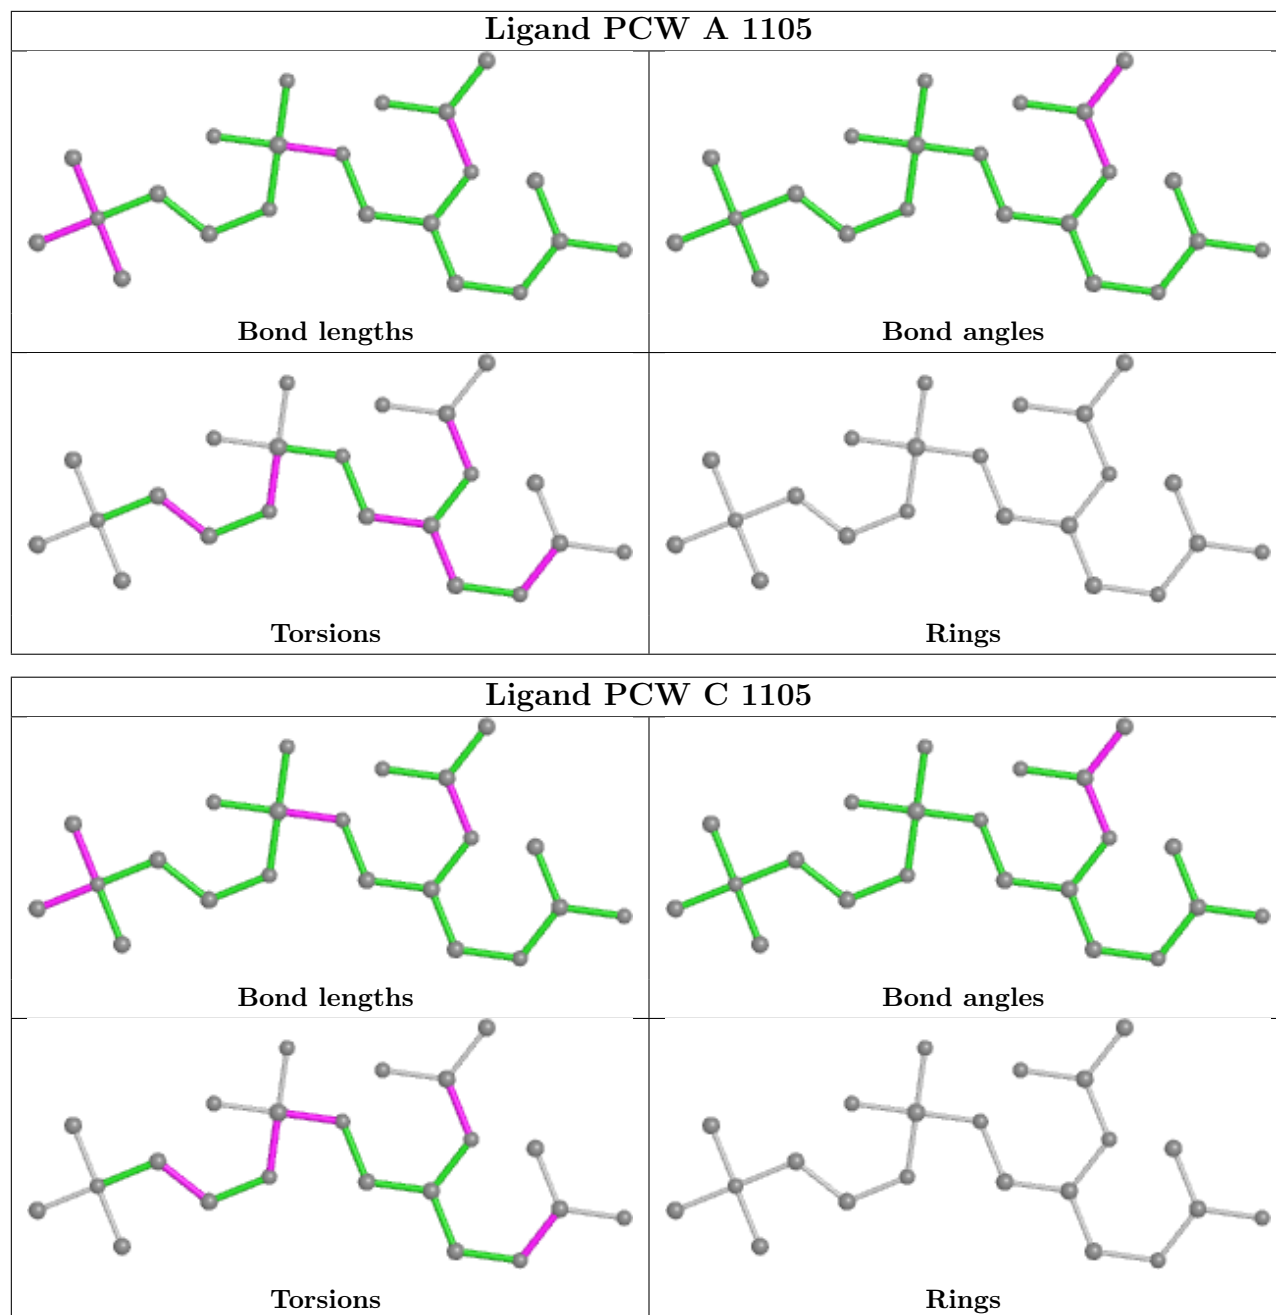 Ligand PCW A 1105
Bond lengths
Bond angles
Torsions
Rings
Ligand PCW C 1105
Bond lengths
Bond angles
Torsions
Rings